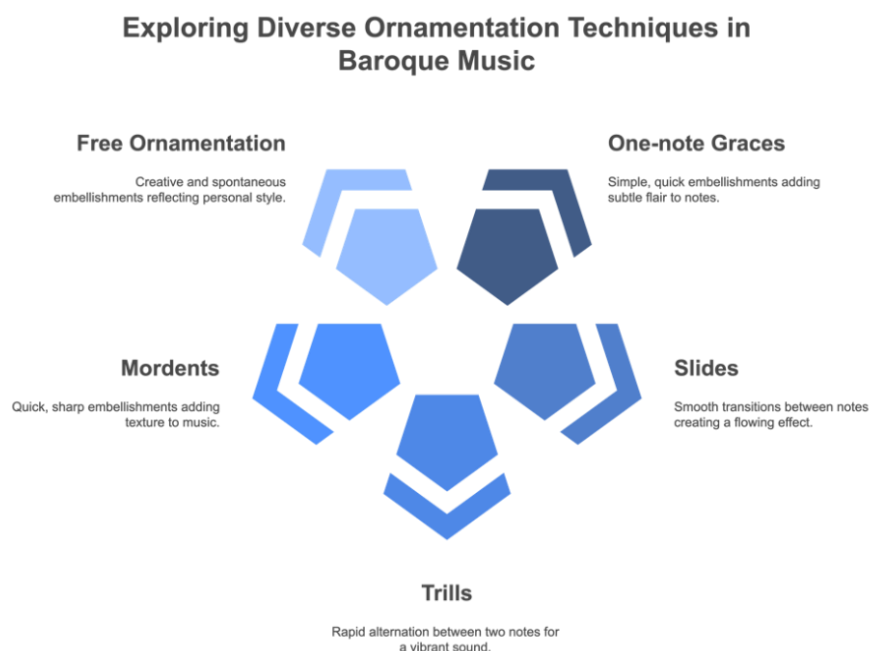 Exploring Diverse Ornamentation Techniques in
Baroque Music
Free Ornamentation
Creative and spontaneous
embellishments reflecting personal style.
One-note Graces
Simple, quick embellishments adding
subtle flair to notes.
Mordents
Quick, sharp embellishments adding
texture to music.
Slides
Smooth transitions between notes
creating a flowing effect.
Trills
Rapid alternation between two notes for
a vibrant sound.